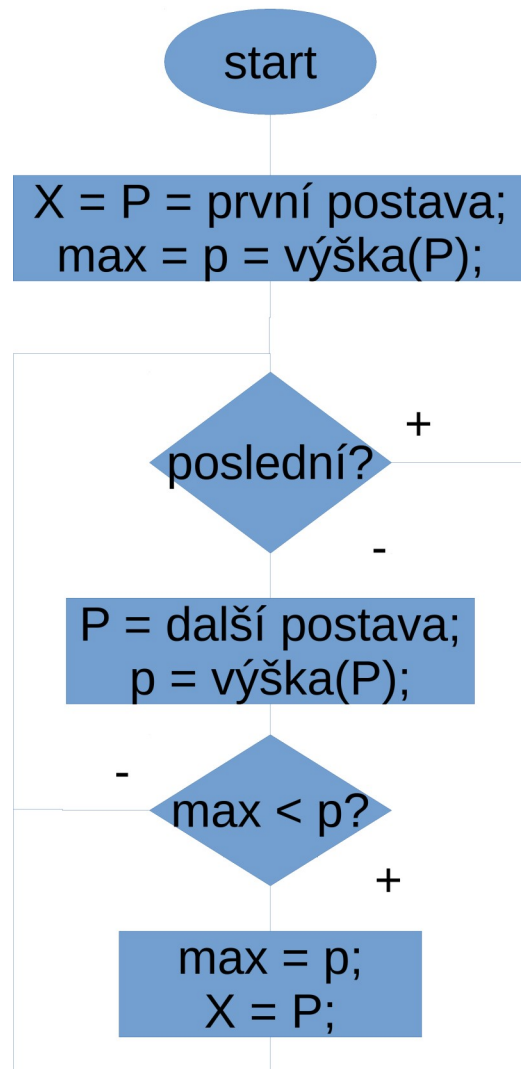 start
X = P = první postava;
max = p = výška(P);
+
poslední?
-
P = další postava;
p = výška(P);
-
max < p?
+
max = p;
X = P;